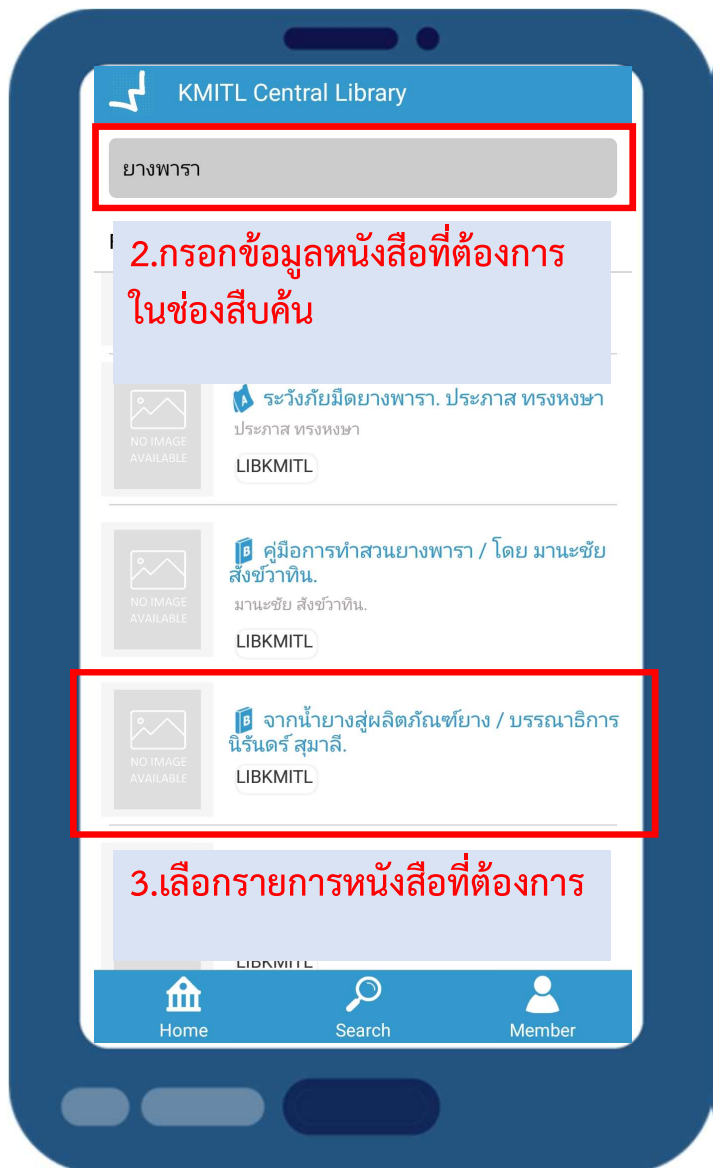 KMITL Central Library
ยางพารา
2.กรอกข้อมูลหนังสือที่ต้องการ
ในช่องสืบค้น
NO IMAGE
AVAILABLE
ระวังภัยมืดยางพารา. ประภาส ทรงหงษา
ประภาส ทรงหงษา
LIBKMITL
NO IMAGE
AVAILABLE
B คู่มือการทำสวนยางพารา / โดย มานะชัย
สังข์วาทิน.
มานะชัย สังข์วาทิน.
LIBKMITL
NO IMAGE
AVAILABLE
B จากน้ำยางสู่ผลิตภัณฑ์ยาง / บรรณาธิการ
นิรันดร์ สุมาลี.
LIBKMITL
3.เลือกรายการหนังสือที่ต้องการ
LIBKMITL
Home Search Member